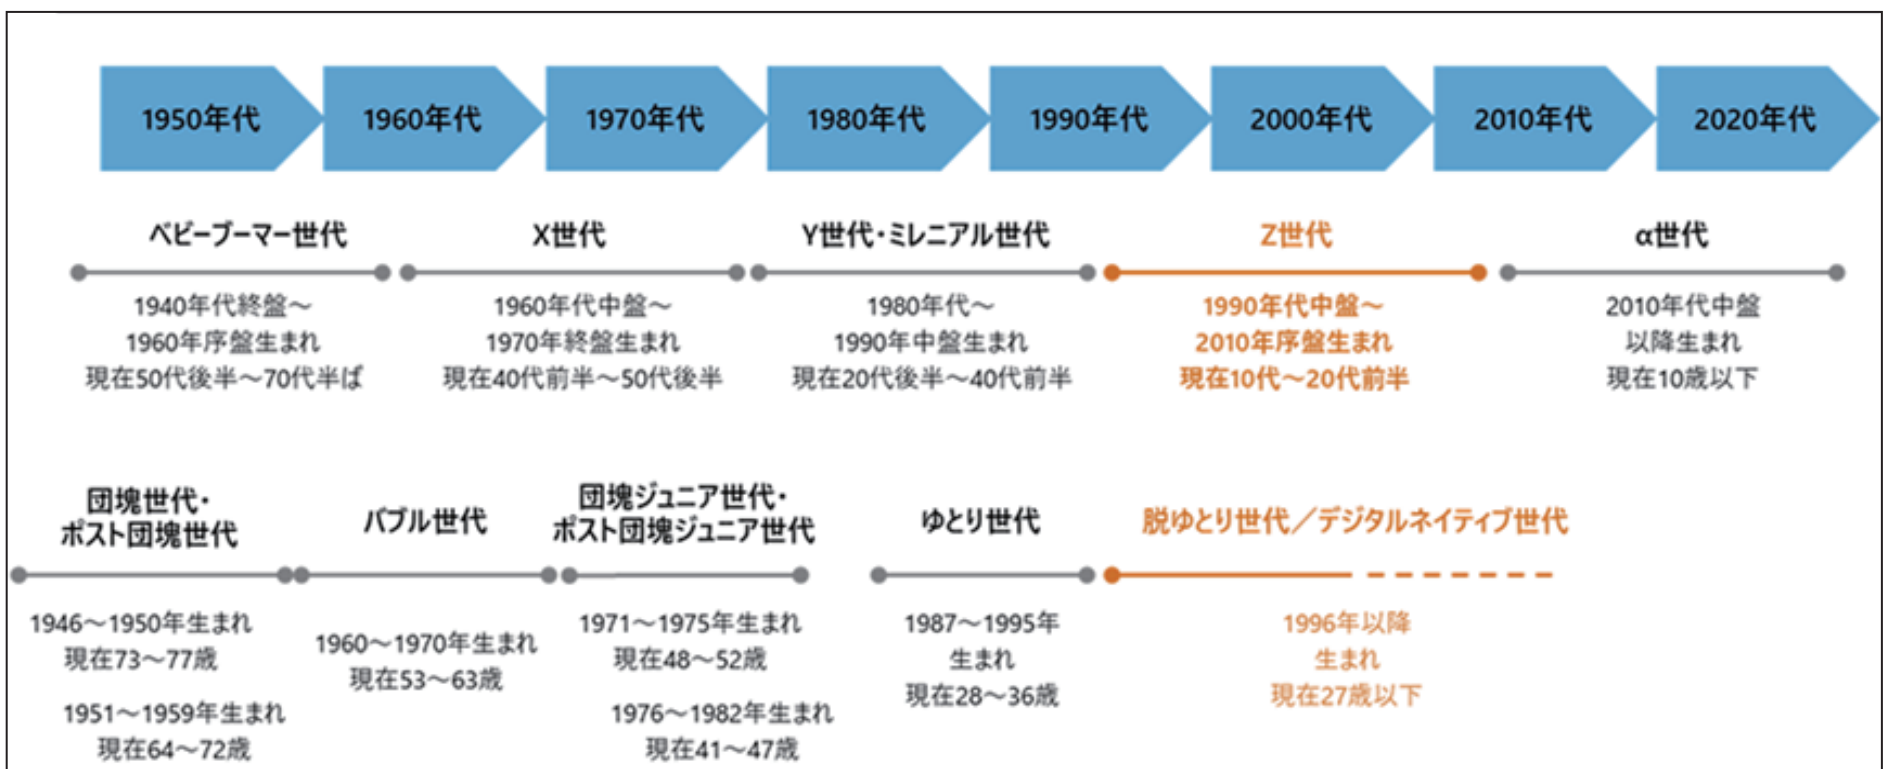 1950年代
1960年代
1970年代
1980年代
1990年代
2000年代
2010年代
2020年代
ベビーブーマー世代
1940年代終盤～
1960年序盤生まれ
現在50代後半～70代半ば
X世代
1960年代中盤～
1970年終盤生まれ
現在40代前半～50代後半
Y世代・ミレニアル世代
1980年代～
1990年中盤生まれ
現在20代後半～40代前半
Z世代
1990年代中盤～
2010年序盤生まれ
現在10代～20代前半
α世代
2010年代中盤
以降生まれ
現在10歳以下
団塊世代・
ポスト団塊世代
1946～1950年生まれ
現在73～77歳
1951～1959年生まれ
現在64～72歳
バブル世代
1960～1970年生まれ
現在53～63歳
団塊ジュニア世代・
ポスト団塊ジュニア世代
1971～1975年生まれ
現在48～52歳
1976～1982年生まれ
現在41～47歳
ゆとり世代
1987～1995年
生まれ
現在28～36歳
脱ゆとり世代／デジタルネイティブ世代
1996年以降
生まれ
現在27歳以下